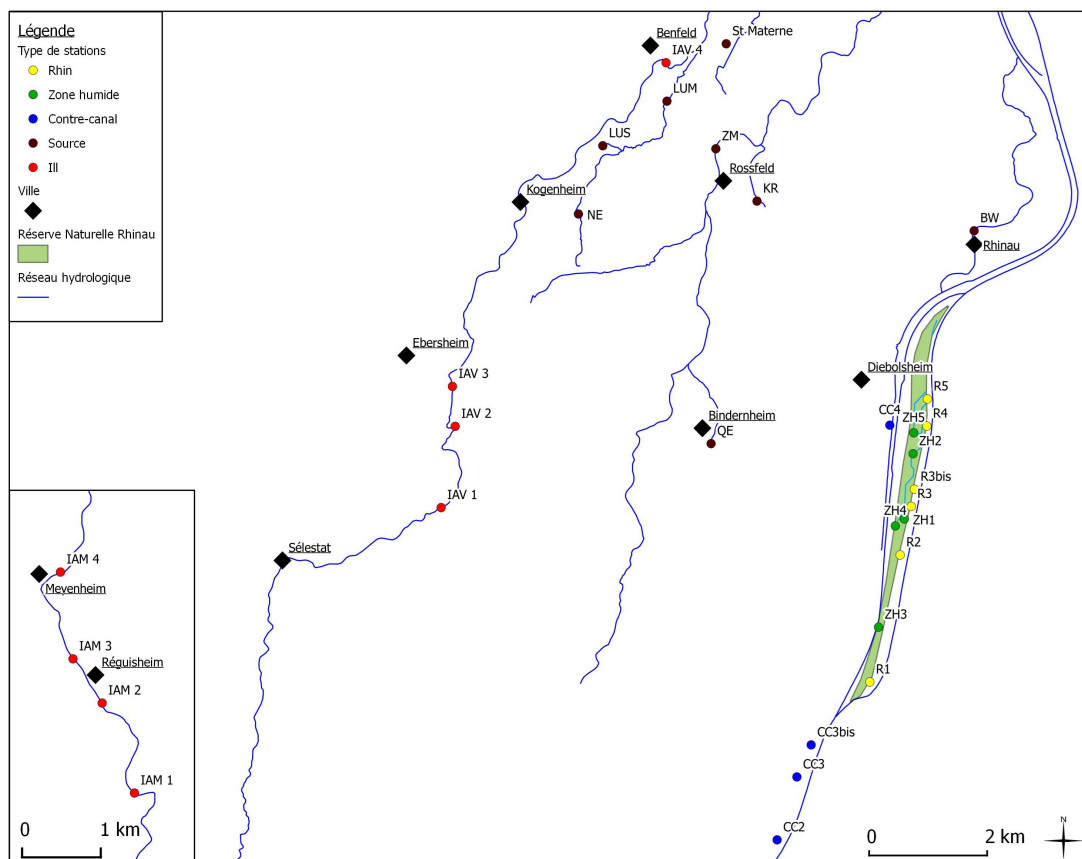 Légende
Type de stations
Rhin
Zone humide
Contre-canal
Source
Ill
Ville
Réserve Naturelle Rhinau
Réseau hydrologique
Benfeld
St-Materne
IAV 4
LUM
LUS
ZM
Rossfeld
Kogenheim
KR
NE
BW
Rhinau
Ebersheim
Diebolsheim
IAV 3
R5
Bindernheim
IAV 2
CC4
ZH5
R4
QE
ZH2
R3bis
IAV 1
R3
ZH4
ZH1
R2
Sélestat
IAM 4
Meyenheim
ZH3
IAM 3
Réguisheim
R1
IAM 2
CC3bis
CC3
IAM 1
CC2
0 1 km
0 2 km
N